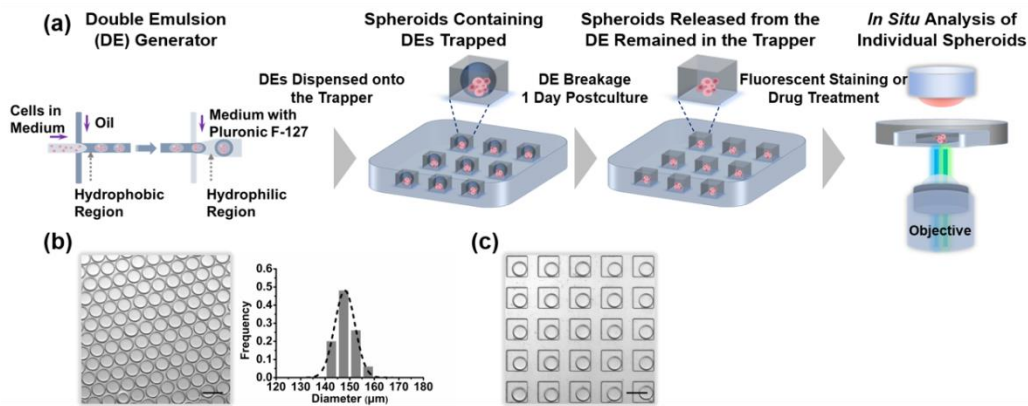 (a)
Double Emulsion
(DE) Generator
Spheroids Containing
DEs Trapped
Spheroids Released from the
DE Remained in the Trapper
In Situ Analysis of
Individual Spheroids
DEs Dispensed onto
the Trapper
DE Breakage
1 Day Postculture
Fluorescent Staining or
Drug Treatment
Cells in
Medium
Oil
Medium with
Pluronic F-127
Hydrophobic
Region
Hydrophilic
Region
Objective
(b)
Frequency
0.6
0.5
0.4
0.3
0.2
0.1
0.0
120 130 140 150 160 170 180
Diameter (μm)
(c)